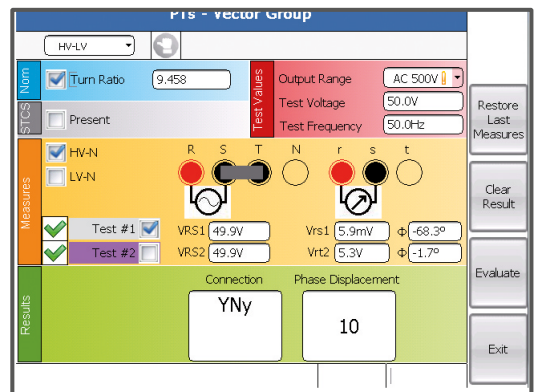 PTs - Vector Group
HV-LV
Nom
Turn Ratio 9.458
STCS
Present
Test Values
Output Range AC 500V
Test Voltage 50.0V
Test Frequency 50.0Hz
Measures
HV-N
LV-N
R S T N r s t
Test #1 VRS1 49.9V Vrs1 5.9mV Φ -68.3º
Test #2 VRS2 49.9V Vrt2 5.3V Φ -1.7º
Results
Connection Phase Displacement
YNy 10
Restore
Last
Measures
Clear
Result
Evaluate
Exit